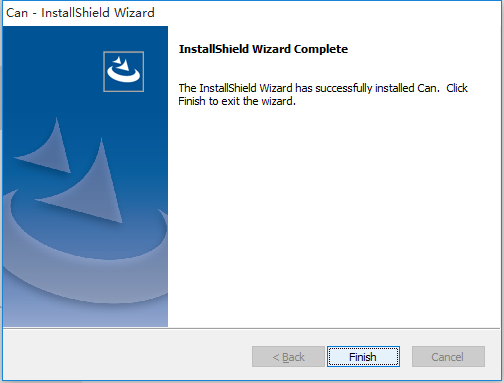 Can - InstallShield Wizard
InstallShield Wizard Complete
The InstallShield Wizard has successfully installed Can.  Click
Finish to exit the wizard.
< Back
Finish
Cancel